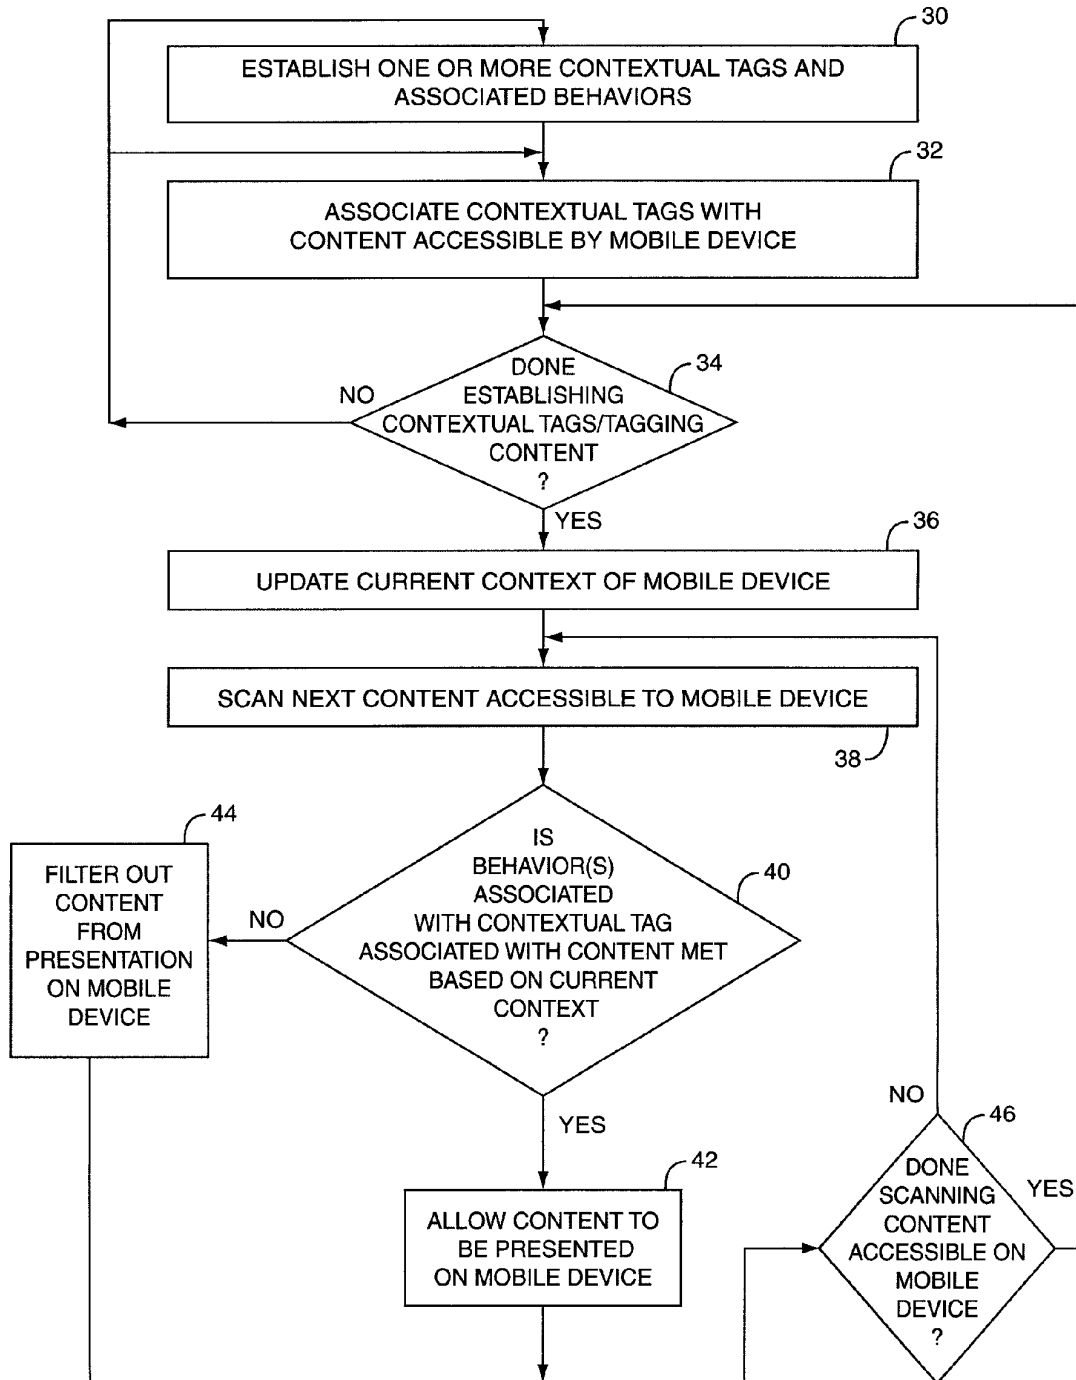 30
ESTABLISH ONE OR MORE CONTEXTUAL TAGS AND
ASSOCIATED BEHAVIORS
32
ASSOCIATE CONTEXTUAL TAGS WITH
CONTENT ACCESSIBLE BY MOBILE DEVICE
34
NO
DONE
ESTABLISHING
CONTEXTUAL TAGS/TAGGING
CONTENT
?
YES
36
UPDATE CURRENT CONTEXT OF MOBILE DEVICE
SCAN NEXT CONTENT ACCESSIBLE TO MOBILE DEVICE
38
44
FILTER OUT
CONTENT
FROM
PRESENTATION
ON MOBILE
DEVICE
NO
IS
BEHAVIOR(S)
ASSOCIATED
WITH CONTEXTUAL TAG
ASSOCIATED WITH CONTENT MET
BASED ON CURRENT
CONTEXT
?
40
YES
42
ALLOW CONTENT TO
BE PRESENTED
ON MOBILE DEVICE
NO
46
DONE
SCANNING
CONTENT
ACCESSIBLE ON
MOBILE
DEVICE
?
YES